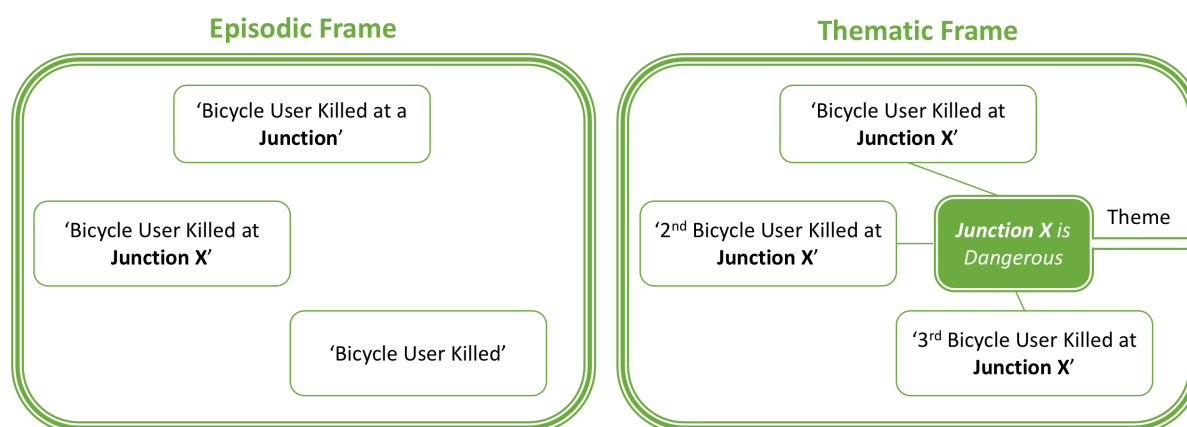 Episodic Frame
‘Bicycle User Killed at a
Junction’
‘Bicycle User Killed at
Junction X’
‘Bicycle User Killed’
Thematic Frame
‘Bicycle User Killed at
Junction X’
‘2nd Bicycle User Killed at
Junction X’
Junction X is
Dangerous
Theme
‘3rd Bicycle User Killed at
Junction X’